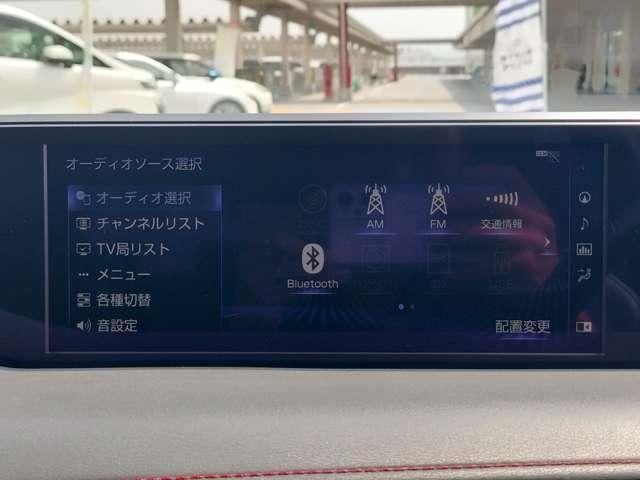 オーディオソース選択
オーディオ選択
チャンネルリスト
TV局リスト
メニュー
各種切替
音設定
AM
FM
交通情報
Bluetooth
配置変更